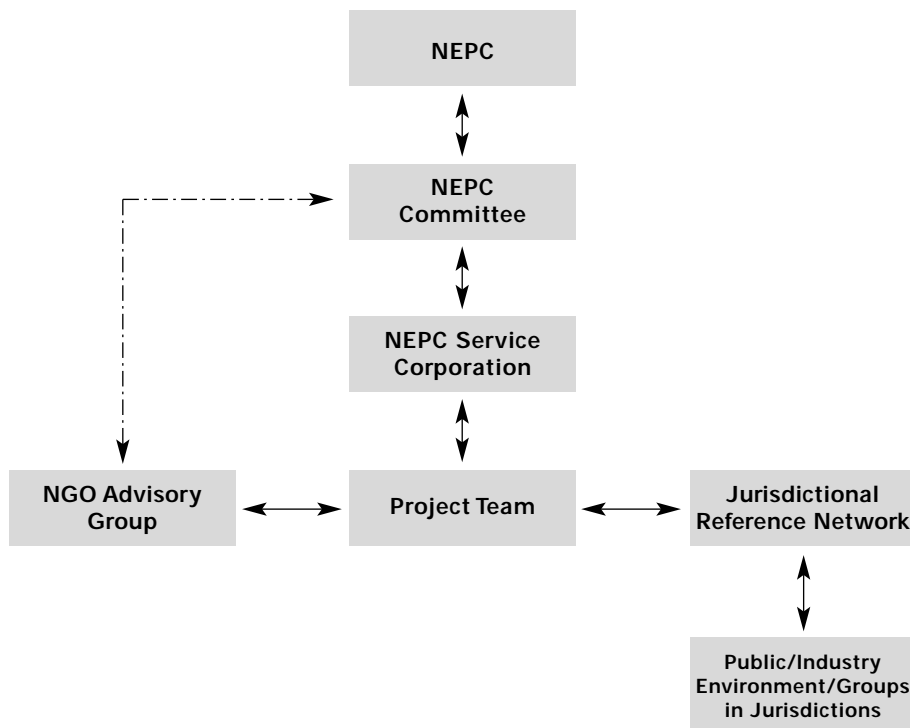 NEPC
NEPC
Committee
NEPC Service
Corporation
NGO Advisory
Group
Project Team
Jurisdictional
Reference Network
Public/Industry
Environment/Groups
in Jurisdictions